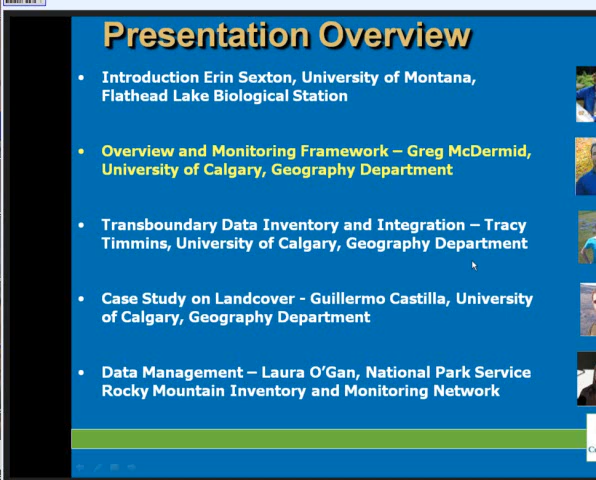 Presentation Overview
• Introduction Erin Sexton, University of Montana,
Flathead Lake Biological Station
• Overview and Monitoring Framework – Greg McDermid,
University of Calgary, Geography Department
• Transboundary Data Inventory and Integration – Tracy
Timmins, University of Calgary, Geography Department
• Case Study on Landcover - Guillermo Castilla, University
of Calgary, Geography Department
• Data Management – Laura O'Gan, National Park Service
Rocky Mountain Inventory and Monitoring Network